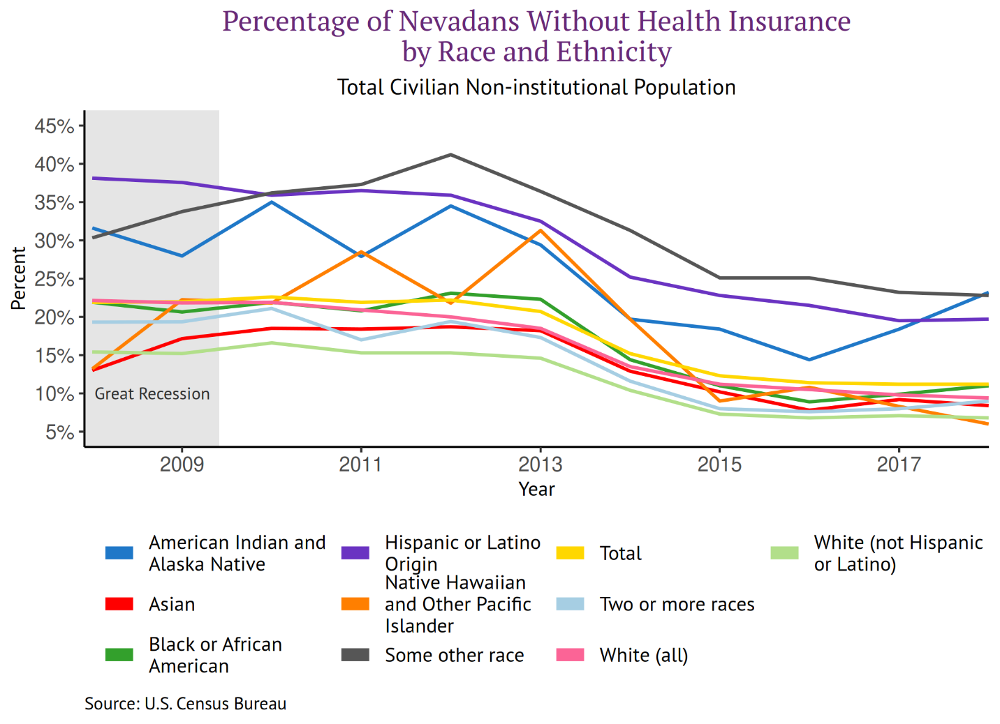 Percentage of Nevadans Without Health Insurance
by Race and Ethnicity
Total Civilian Non-institutional Population
Percent
45%
40%
35%
30%
25%
20%
15%
10%
5%
Great Recession
2009 2011 2013 2015 2017
Year
American Indian and
Alaska Native
Asian
Black or African
American
Hispanic or Latino
Origin
Native Hawaiian
and Other Pacific
Islander
Some other race
Total
Two or more races
White (all)
White (not Hispanic
or Latino)
Source: U.S. Census Bureau